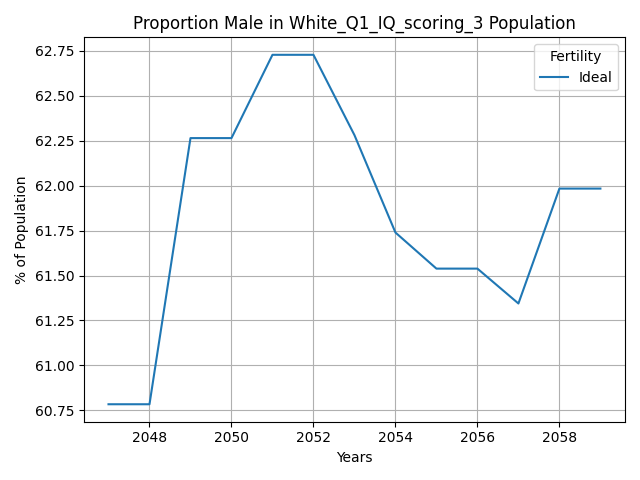 Proportion Male in White_Q1_IQ_scoring_3 Population
Fertility
Ideal
62.75
62.50
62.25
62.00
61.75
61.50
61.25
61.00
60.75
% of Population
2048 2050 2052 2054 2056 2058
Years